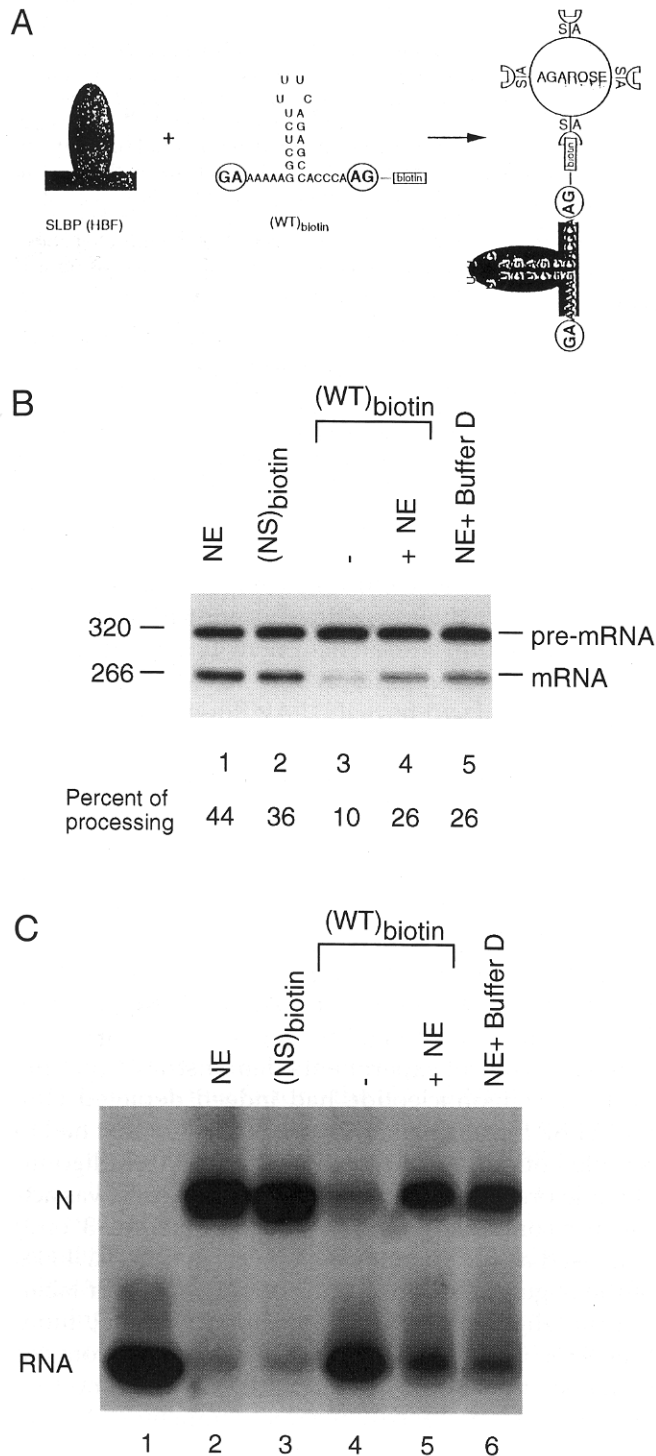 A
U U
U C
U A
C G
U A
C G
G C
GA AAAAAG CACCCA AG biotin
+
SLBP (HBF)
(WT)biotin
SA
SA AGAROSE SA
SA
biotin
AG
GA
B
(WT)biotin
NE (NS)biotin - + NE NE+ Buffer D
320 pre-mRNA
266 mRNA
1 2 3 4 5
Percent of
processing 44 36 10 26 26
C
(WT)biotin
NE (NS)biotin - + NE NE+ Buffer D
N
RNA
1 2 3 4 5 6